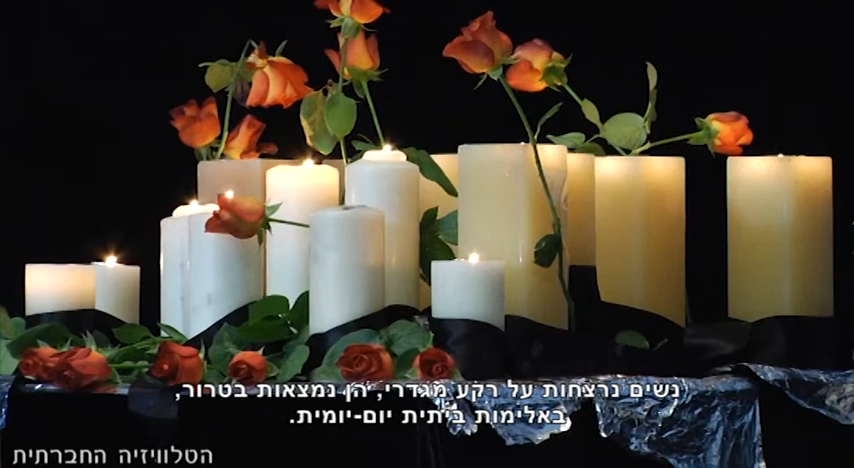 נשים נרצחות על רקע מגדרי, הן נמצאות בטרור,
באלימות ביתית יום-יומית.
הטלוויזיה החברתית